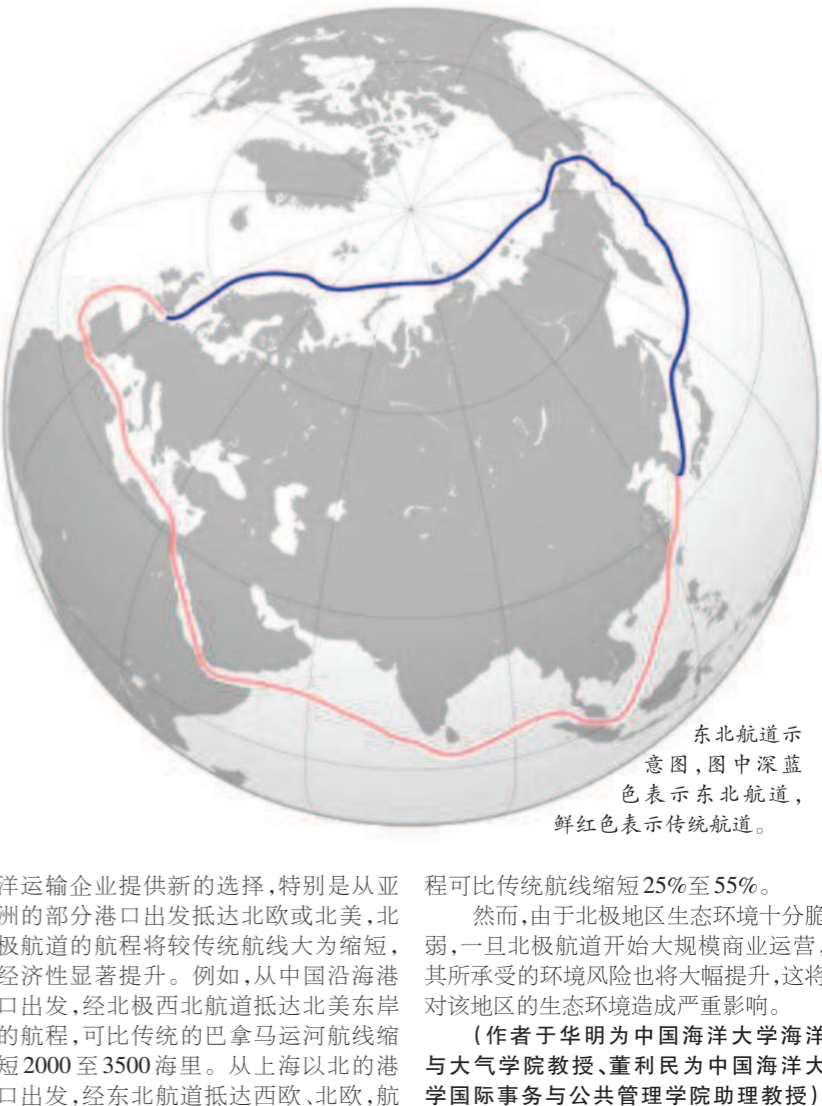 东北航道示
意图,图中深蓝
色表示东北航道,
鲜红色表示传统航道。
洋运输企业提供新的选择,特别是从亚
洲的部分港口出发抵达北欧或北美,北
极航道的航程将较传统航线大为缩短,
经济性显著提升。例如,从中国沿海港
口出发,经北极西北航道抵达北美东岸
的航程,可比传统的巴拿马运河航线缩
短2000至3500海里。从上海以北的港
口出发,经东北航道抵达西欧、北欧,航
程可比传统航线缩短25%至55%。
然而,由于北极地区生态环境十分脆
弱,一旦北极航道开始大规模商业运营,
其所承受的环境风险也将大幅提升,这将
对该地区的生态环境造成严重影响。
(作者于华明为中国海洋大学海洋
与大气学院教授、董利民为中国海洋大
学国际事务与公共管理学院助理教授)